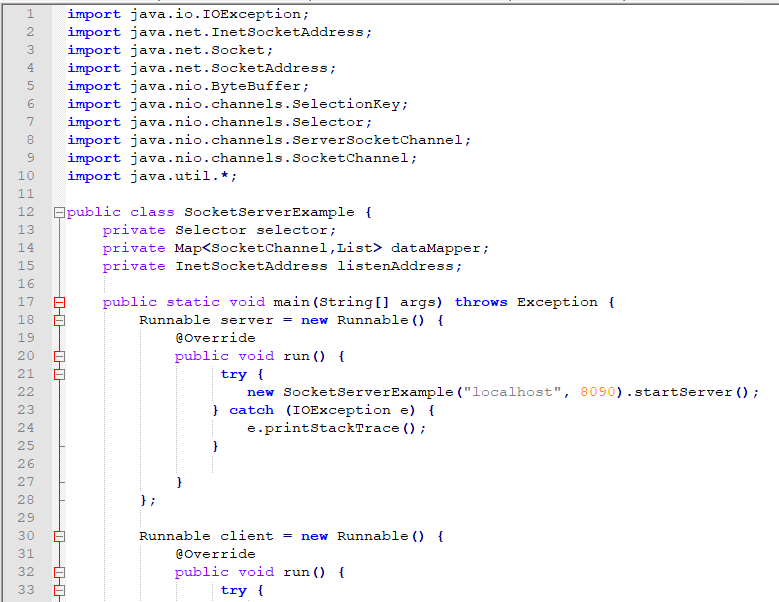 1 import java.io.IOException;
2 import java.net.InetSocketAddress;
3 import java.net.Socket;
4 import java.net.SocketAddress;
5 import java.nio.ByteBuffer;
6 import java.nio.channels.SelectionKey;
7 import java.nio.channels.Selector;
8 import java.nio.channels.ServerSocketChannel;
9 import java.nio.channels.SocketChannel;
10 import java.util.*;
11
12 public class SocketServerExample {
13     private Selector selector;
14     private Map<SocketChannel,List> dataMapper;
15     private InetSocketAddress listenAddress;
16
17     public static void main(String[] args) throws Exception {
18         Runnable server = new Runnable() {
19             @Override
20             public void run() {
21                  try {
22                     new SocketServerExample("localhost", 8090).startServer();
23                 } catch (IOException e) {
24                     e.printStackTrace();
25                 }
26
27             }
28         };
29
30         Runnable client = new Runnable() {
31             @Override
32             public void run() {
33                  try {